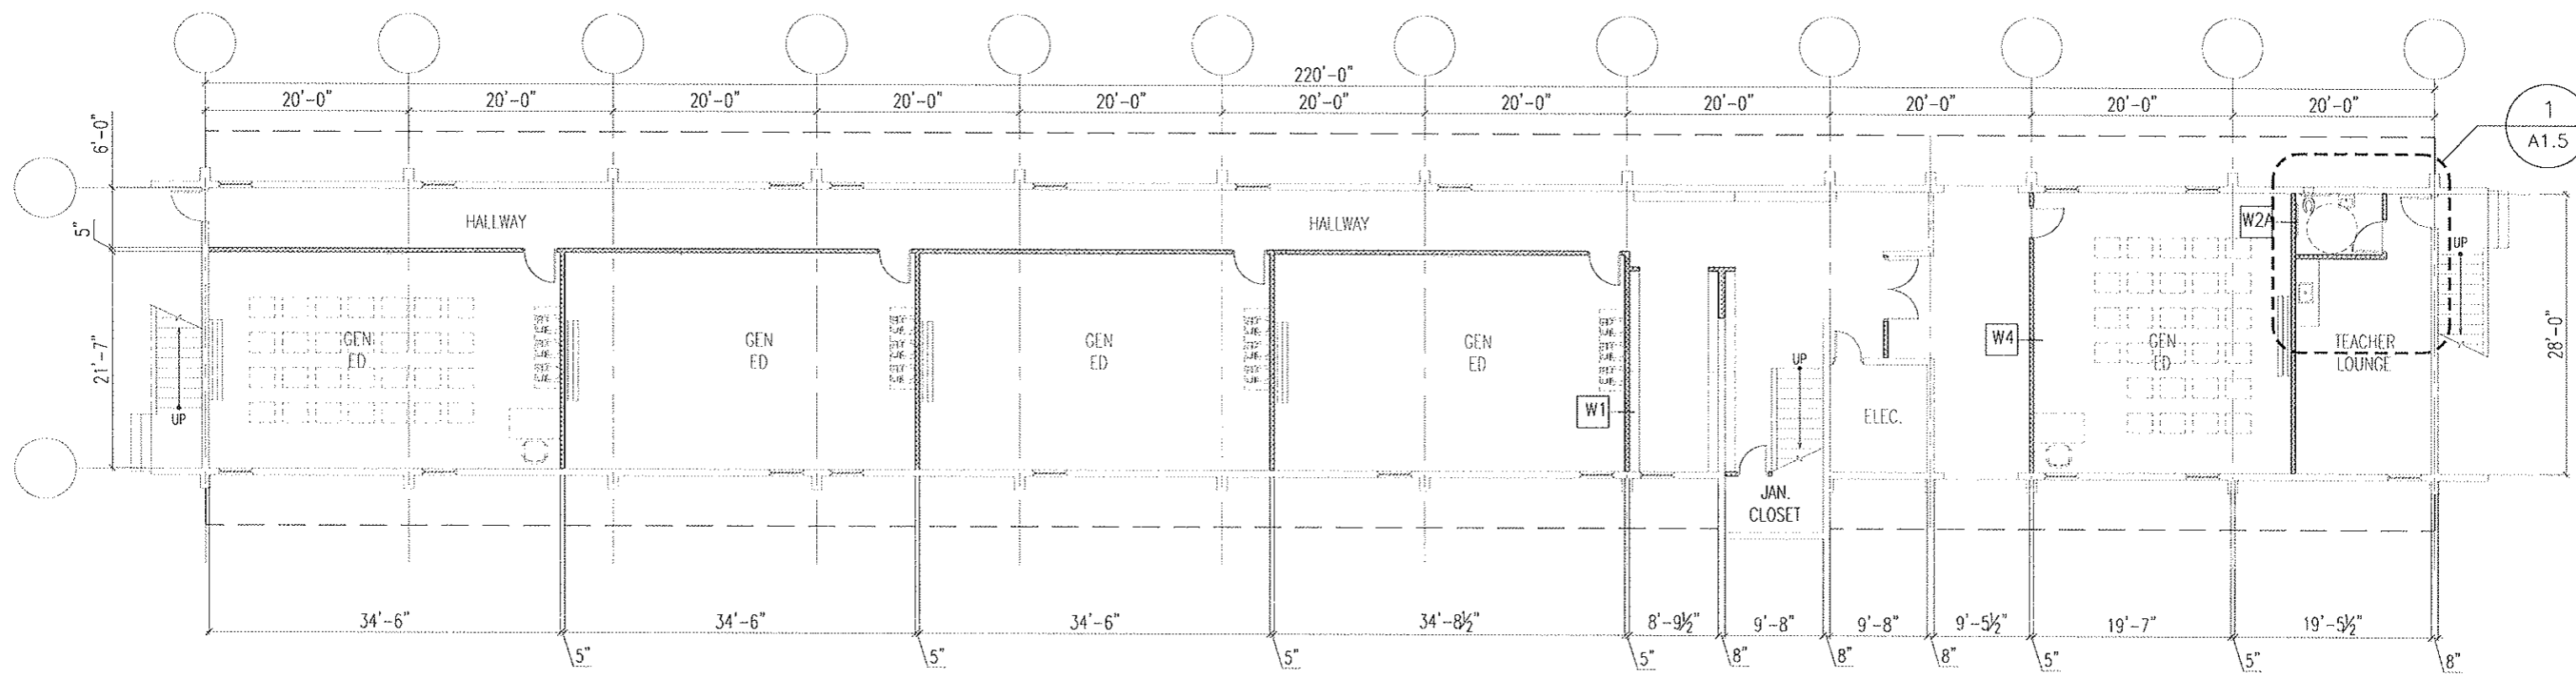 220'-0"
20'-0" 20'-0" 20'-0" 20'-0" 20'-0" 20'-0" 20'-0" 20'-0" 20'-0" 20'-0" 20'-0"
1
A1.5
6'-0"
5"
21'-7"
28'-0"
HALLWAY
HALLWAY
W2A
UP
GEN
ED
GEN
ED
GEN
ED
GEN
ED
W4
GEN
ED
TEACHER
LOUNGE
UP
UP
W1
ELEC.
JAN.
CLOSET
34'-6" 34'-6" 34'-6" 34'-8½" 8'-9½" 9'-8" 9'-8" 9'-5½" 19'-7" 19'-5½"
5" 5" 5" 5" 8" 8" 8" 5" 5" 8"